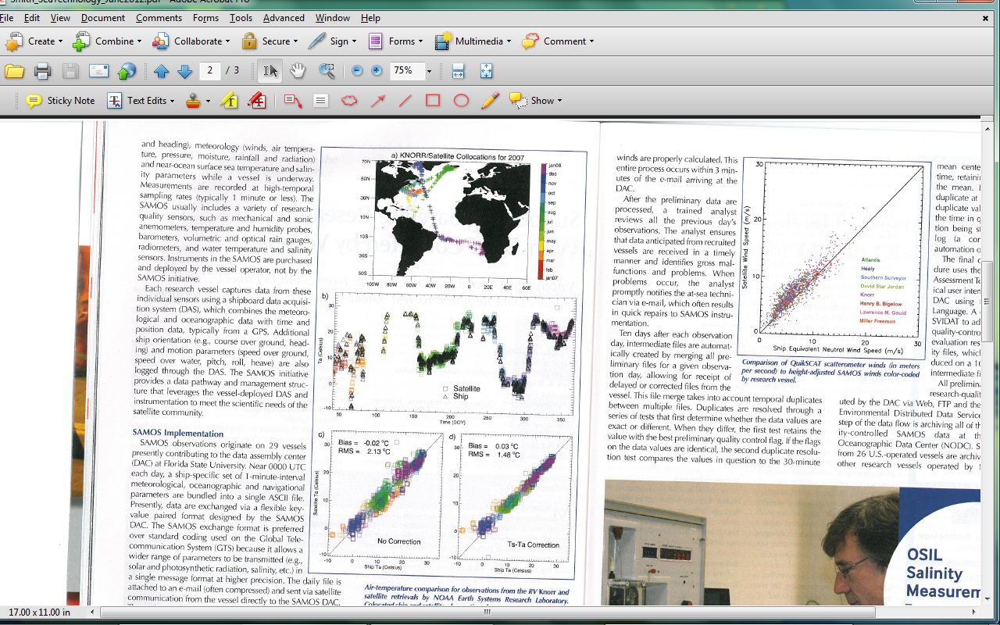 Smith_SeaTechnology_June2012.pdf - Adobe Acrobat Pro
File Edit View Document Comments Forms Tools Advanced Window Help
Create Combine Collaborate Secure Sign Forms Multimedia Comment
2 / 3 75%
Sticky Note Text Edits Show
and heading), meteorology (winds, air tempera-
ture, pressure, moisture, rainfall and radiation)
and near-ocean surface sea temperature and salin-
ity parameters while a vessel is underway.
Measurements are recorded at high-temporal
sampling rates (typically 1 minute or less). The
SAMOS usually includes a variety of research-
quality sensors, such as mechanical and sonic
anemometers, temperature and humidity probes,
barometers, volumetric and optical rain gauges,
radiometers, and water temperature and salinity
sensors. Instruments in the SAMOS are purchased
and deployed by the vessel operator, not by the
SAMOS initiative.
Each research vessel captures data from these
individual sensors using a shipboard data acquisi-
tion system (DAS), which combines the meteoro-
logical and oceanographic data with time and
position data, typically from a GPS. Additional
ship orientation (e.g., course over ground, head-
ing) and motion parameters (speed over ground,
speed over water, pitch, roll, heave) are also
logged through the DAS. The SAMOS initiative
provides a data pathway and management struc-
ture that leverages the vessel-deployed DAS and
instrumentation to meet the scientific needs of the
satellite community.
SAMOS Implementation
SAMOS observations originate on 29 vessels
presently contributing to the data assembly center
(DAC) at Florida State University. Near 0000 UTC
each day, a ship-specific set of 1-minute-interval
meteorological, oceanographic and navigational
parameters are bundled into a single ASCII file.
Presently, data are exchanged via a flexible key-
value paired format designed by the SAMOS
DAC. The SAMOS exchange format is preferred
over standard coding used on the Global Tele-
communication System (GTS) because it allows a
wider range of parameters to be transmitted (e.g.,
solar and photosynthetic radiation, salinity, etc.) in
a single message format at higher precision. The daily file is
attached to an e-mail (often compressed) and sent via satellite
communication from the vessel directly to the SAMOS DAC.
a) KNORR/Satellite Collocations for 2007
70N
50N
30N
10N
10S
30S
50S
100W 80W 60W 40W 20W 0E 20E 40E 60E
jan08
dec
nov
oct
sep
aug
jul
jun
may
apr
mar
feb
jan07
b)
Ta (Celsius)
30
20
10
0
-10
50 100 150 200 250 300 350
Time (DOY)
Satellite
Ship
c)
Bias = -0.02 °C
RMS = 2.13 °C
Satellite Ta (Celsius)
30
20
10
0
-10
No Correction
-10 0 10 20 30
Ship Ta (Celsius)
d)
Bias = 0.03 °C
RMS = 1.48 °C
30
20
10
0
-10
Ts-Ta Correction
-10 0 10 20 30
Ship Ta (Celsius)
Air-temperature comparison for observations from the RV Knorr and
satellite retrievals by NOAA Earth Systems Research Laboratory.
winds are properly calculated. This
entire process occurs within 3 min-
utes of the e-mail arriving at the
DAC.
After the preliminary data are
processed, a trained analyst
reviews all the previous day's
observations. The analyst ensures
that data anticipated from recruited
vessels are received in a timely
manner and identifies gross mal-
functions and problems. When
problems occur, the analyst
promptly notifies the at-sea techni-
cian via e-mail, which often results
in quick repairs to SAMOS instru-
mentation.
Ten days after each observation
day, intermediate files are automat-
ically created by merging all pre-
liminary files for a given observa-
tion day, allowing for receipt of
delayed or corrected files from the
vessel. This file merge takes into account temporal duplicates
between multiple files. Duplicates are resolved through a
series of tests that first determine whether the data values are
exact or different. When they differ, the first test retains the
value with the best preliminary quality control flag. If the flags
on the data values are identical, the second duplicate resolu-
tion test compares the values in question to the 30-minute
Satellite Wind Speed (m/s)
30
20
10
0
Atlantis
Healy
Southern Surveyor
David Star Jordan
Knorr
Henry B. Bigelow
Lawrence M. Gould
Miller Freeman
0 10 20 30
Ship Equivalent Neutral Wind Speed (m/s)
Comparison of QuikSCAT scatterometer winds (in meters
per second) to height-adjusted SAMOS winds color-coded
by research vessel.
mean cente
time, retainin
the mean.
duplicate at
duplicate val
the time in q
tion being st
log (a con
automation
The final
dure uses the
Assessment To
ical user inter
DAC using
Language. A
SVIDAT to ad
quality-contro
evaluation res
ity files, which
duced on a 10
intermediate fi
All prelimina
research-qualit
uted by the DAC via Web, FTP and the
Environmental Distributed Data Service
step of the data flow is archiving all of th
ity-controlled SAMOS data at th
Oceanographic Data Center (NODC). S
from 26 U.S.-operated vessels are archiv
other research vessels operated by
OSIL
Salinity
Measurem
17.00 x 11.00 in